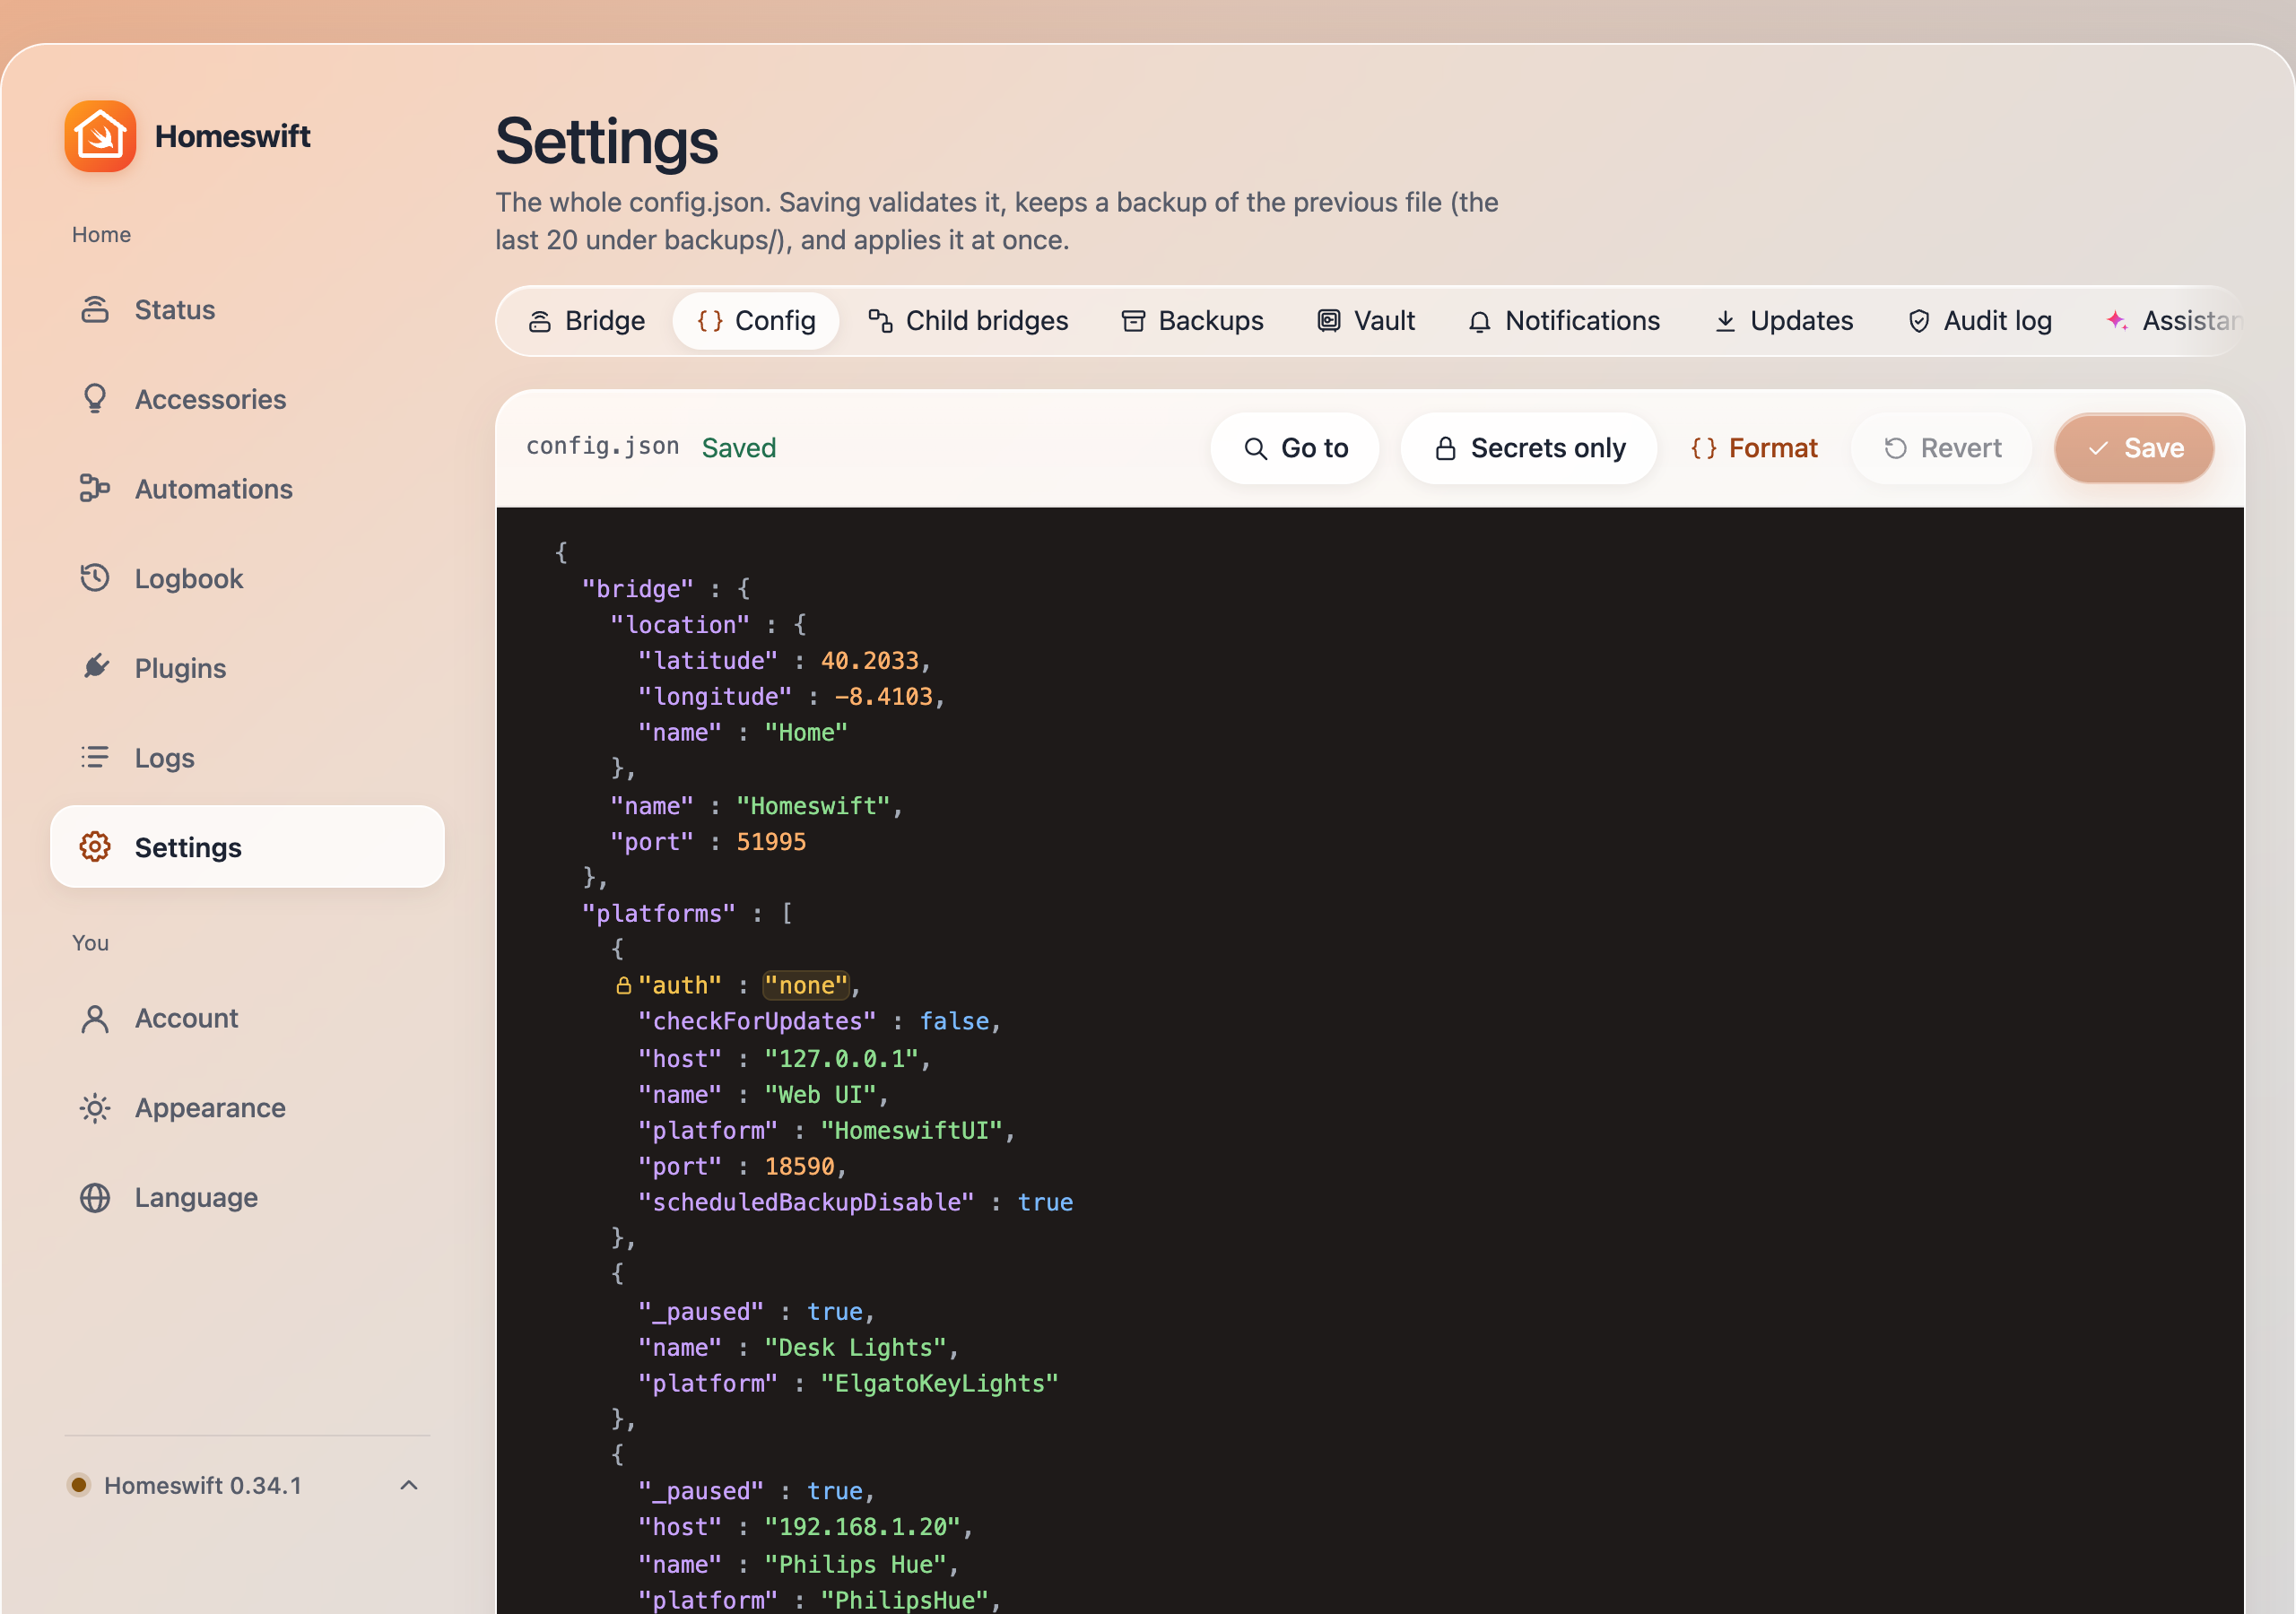 Homeswift
Home
Status
Accessories
Automations
Logbook
Plugins
Logs
Settings
You
Account
Appearance
Language
Homeswift 0.34.1
Settings
The whole config.json. Saving validates it, keeps a backup of the previous file (the
last 20 under backups/), and applies it at once.
Bridge
{} Config
Child bridges
Backups
Vault
Notifications
Updates
Audit log
Assistan
config.json Saved
Go to
Secrets only
{} Format
Revert
Save
{
"bridge" : {
"location" : {
"latitude" : 40.2033,
"longitude" : -8.4103,
"name" : "Home"
},
"name" : "Homeswift",
"port" : 51995
},
"platforms" : [
{
"auth" : "none",
"checkForUpdates" : false,
"host" : "127.0.0.1",
"name" : "Web UI",
"platform" : "HomeswiftUI",
"port" : 18590,
"scheduledBackupDisable" : true
},
{
"_paused" : true,
"name" : "Desk Lights",
"platform" : "ElgatoKeyLights"
},
{
"_paused" : true,
"host" : "192.168.1.20",
"name" : "Philips Hue",
"platform" : "PhilipsHue",